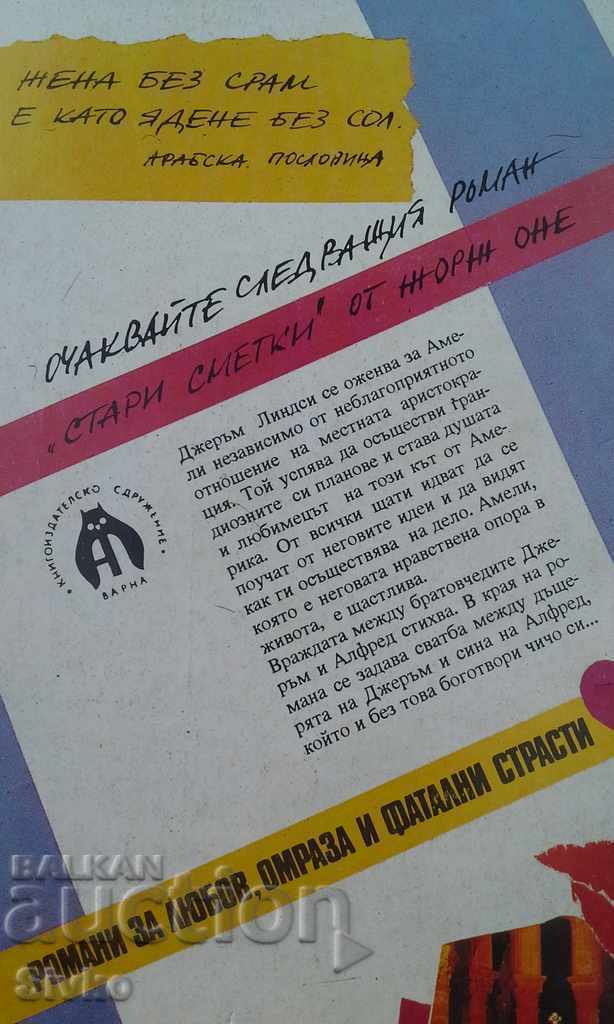 ЖЕНА БЕЗ СРАМ
Е КАТО ЯДЕНЕ БЕЗ СОЛ.
АРАБСКА ПОСЛОВИЦА
ОЧАКВАЙТЕ СЛЕДВАЩИЯ РОМАН
„СТАРИ СМЕТКИ" ОТ ЖОРЖ ОНЕ
Джеръм Линдси се оженва за Аме-
ли независимо от неблагоприятното
отношение на местната аристокра-
ция. Той успява да осъществи гран-
диозните си планове и става душата
и любимецът на този кът от Аме-
рика. От всички щати идват да се
поучат от неговите идеи и да видят
как ги осъществява на дело. Амели,
която е неговата нравствена опора в
живота, е щастлива.
Враждата между братовчедите Дже-
ръм и Алфред стихва. В края на ро-
мана се задава сватба между дъще-
рята на Джеръм и сина на Алфред,
който и без това боготвори чичо си...
• КНИГОИЗДАТЕЛСКО СДРУЖЕНИЕ •
ВАРНА
РОМАНИ ЗА ЛЮБОВ, ОМРАЗА И ФАТАЛНИ СТРАСТИ
BALKAN
auction
Sivko